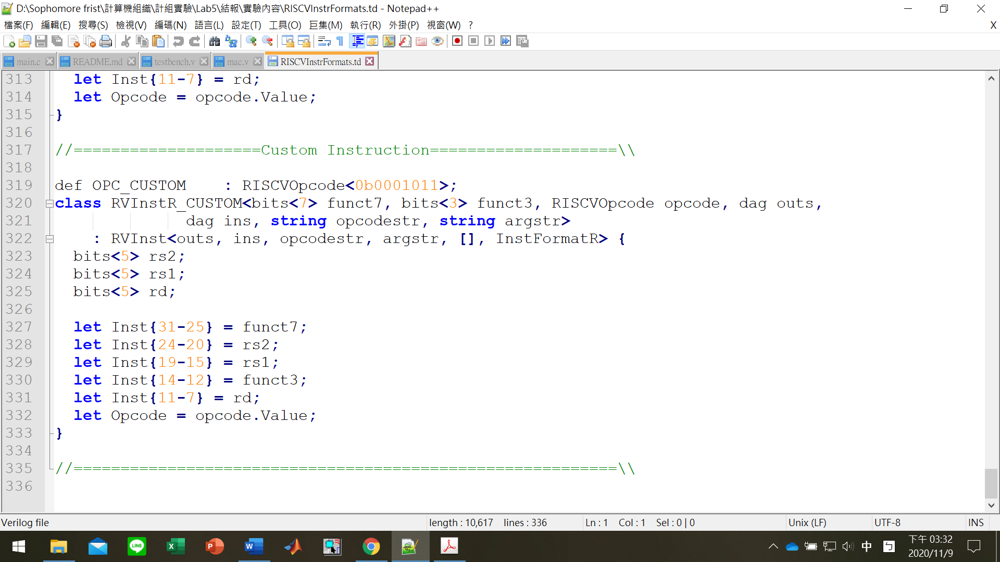 D:\Sophomore frist\計算機組織\計組實驗\Lab5\結報\實驗內容\RISCVInstrFormats.td - Notepad++
檔案(F) 編輯(E) 搜尋(S) 檢視(V) 編碼(N) 語言(L) 設定(T) 工具(O) 巨集(M) 執行(R) 外掛(P) 視窗(W) ? X
main.c README.md testbench.v mac.v RISCVInstrFormats.td
313 let Inst{11-7} = rd;
314 let Opcode = opcode.Value;
315 }
316
317 //====================Custom Instruction====================\\
318
319 def OPC_CUSTOM : RISCVOpcode<0b0001011>;
320 class RVInstR_CUSTOM<bits<7> funct7, bits<3> funct3, RISCVOpcode opcode, dag outs,
321 dag ins, string opcodestr, string argstr>
322 : RVInst<outs, ins, opcodestr, argstr, [], InstFormatR> {
323 bits<5> rs2;
324 bits<5> rs1;
325 bits<5> rd;
326
327 let Inst{31-25} = funct7;
328 let Inst{24-20} = rs2;
329 let Inst{19-15} = rs1;
330 let Inst{14-12} = funct3;
331 let Inst{11-7} = rd;
332 let Opcode = opcode.Value;
333 }
334
335 //==========================================================\\
336
Verilog file length : 10,617 lines : 336 Ln : 1 Col : 1 Sel : 0 | 0 Unix (LF) UTF-8 INS
LINE X P W 中 ㄅ 下午 03:32
2020/11/9